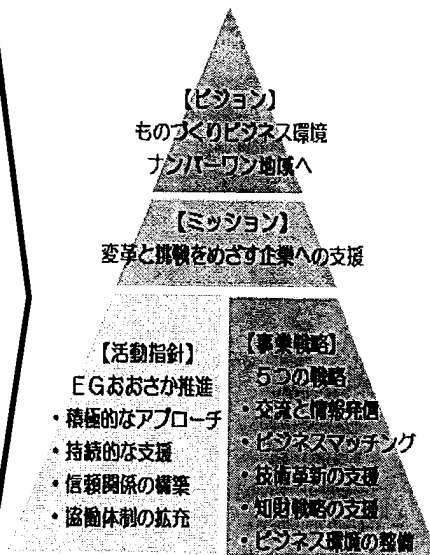 【ビジョン】
ものづくりビジネス環境
ナンバーワン地域へ
【ミッション】
変革と挑戦をめざす企業への支援
【活動指針】
EGおおさか推進
・積極的なアプローチ
・持続的な支援
・信頼関係の構築
・協働体制の拡充
【事業戦略】
5つの戦略
・交流と情報発信
・ビジネスマッチング
・技術革新の支援
・知財戦略の支援
・ビジネス環境の整備